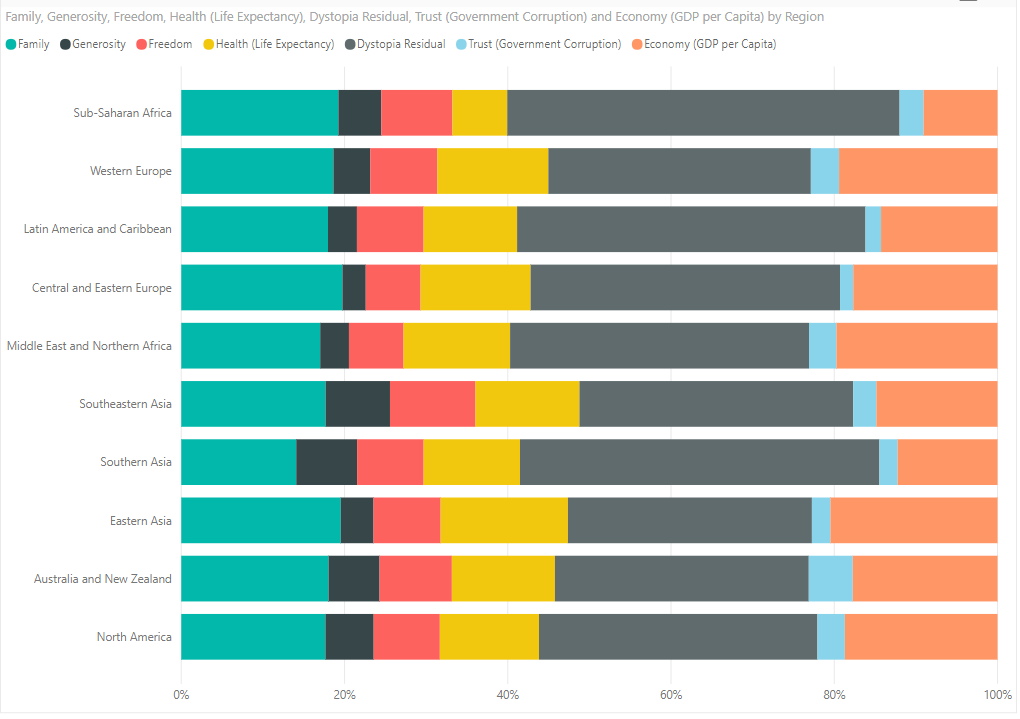 Family, Generosity, Freedom, Health (Life Expectancy), Dystopia Residual, Trust (Government Corruption) and Economy (GDP per Capita) by Region
Family Generosity Freedom Health (Life Expectancy) Dystopia Residual Trust (Government Corruption) Economy (GDP per Capita)
Sub-Saharan Africa
Western Europe
Latin America and Caribbean
Central and Eastern Europe
Middle East and Northern Africa
Southeastern Asia
Southern Asia
Eastern Asia
Australia and New Zealand
North America
0% 20% 40% 60% 80% 100%